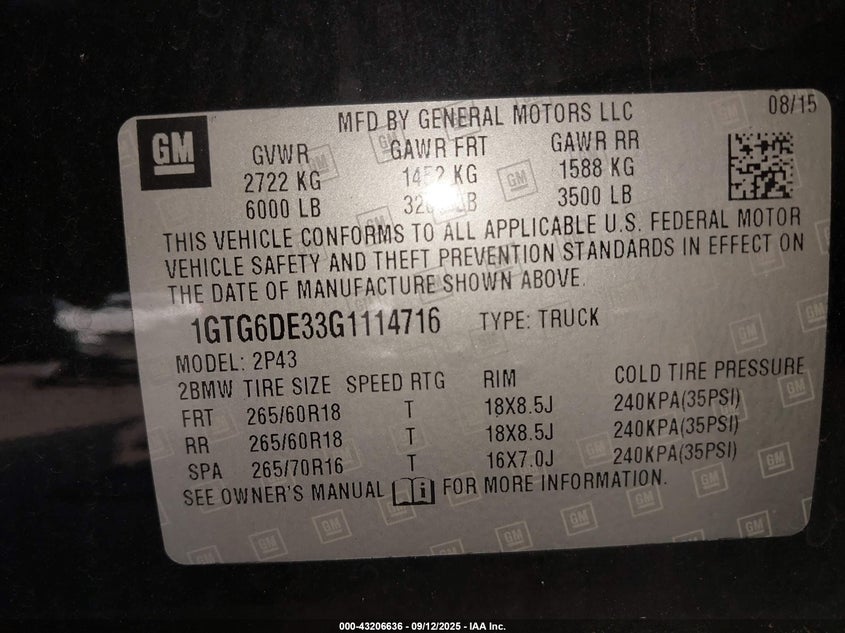 08/15
MFD BY GENERAL MOTORS LLC
GM
GVWR GAWR FRT GAWR RR
2722 KG KG 1588 KG
6000 LB LB 3500 LB
THIS VEHICLE CONFORMS TO ALL APPLICABLE U.S. FEDERAL MOTOR
VEHICLE SAFETY AND THEFT PREVENTION STANDARDS IN EFFECT ON
THE DATE OF MANUFACTURE SHOWN ABOVE.
1GTG6DE33G1114716 TYPE: TRUCK
MODEL: 2P43
2BMW TIRE SIZE SPEED RTG RIM COLD TIRE PRESSURE
FRT 265/60R18 T 18X8.5J 240KPA(35PSI)
RR 265/60R18 T 18X8.5J 240KPA(35PSI)
SPA 265/70R16 T 16X7.0J 240KPA(35PSI)
SEE OWNER'S MANUAL i FOR MORE INFORMATION.
000-43206636 - 09/12/2025 - IAA Inc.